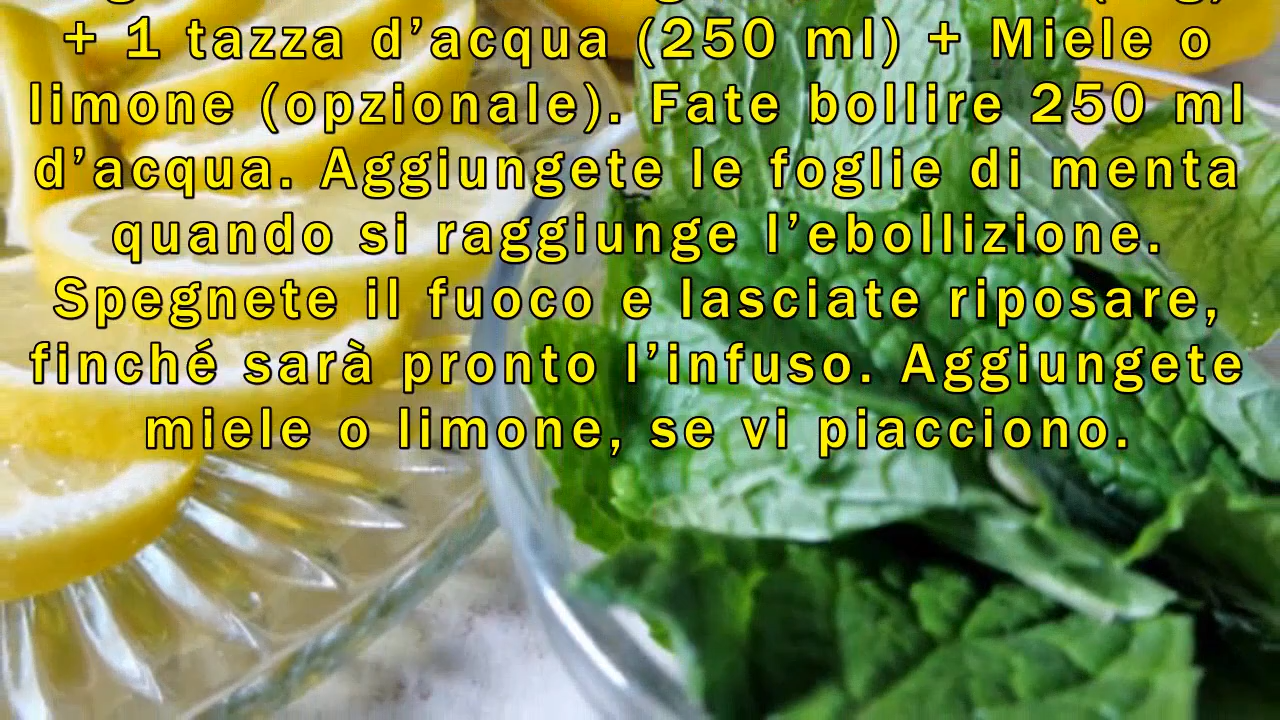 + 1 tazza d’acqua (250 ml) + Miele o
limone (opzionale). Fate bollire 250 ml
d’acqua. Aggiungete le foglie di menta
quando si raggiunge l’ebollizione.
Spegnete il fuoco e lasciate riposare,
finché sarà pronto l’infuso. Aggiungete
miele o limone, se vi piacciono.